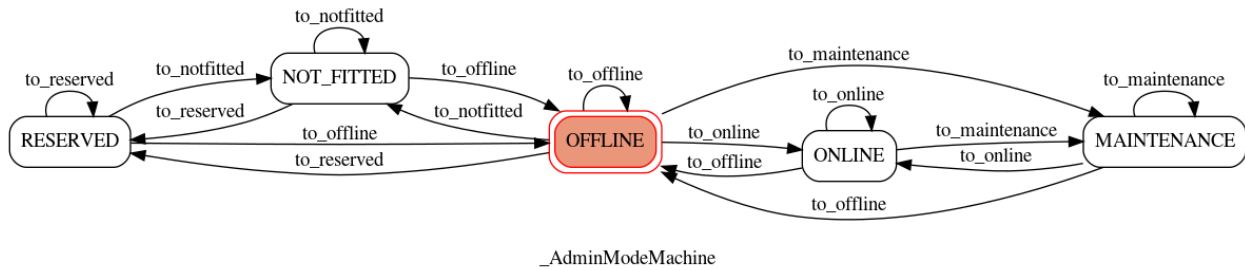 to_notfitted
to_reserved
to_notfitted
NOT_FITTED
to_offline
to_offline
to_maintenance
to_maintenance
to_reserved
to_notfitted
to_online
RESERVED
to_offline
OFFLINE
to_online
ONLINE
to_maintenance
MAINTENANCE
to_reserved
to_offline
to_online
to_offline
_AdminModeMachine